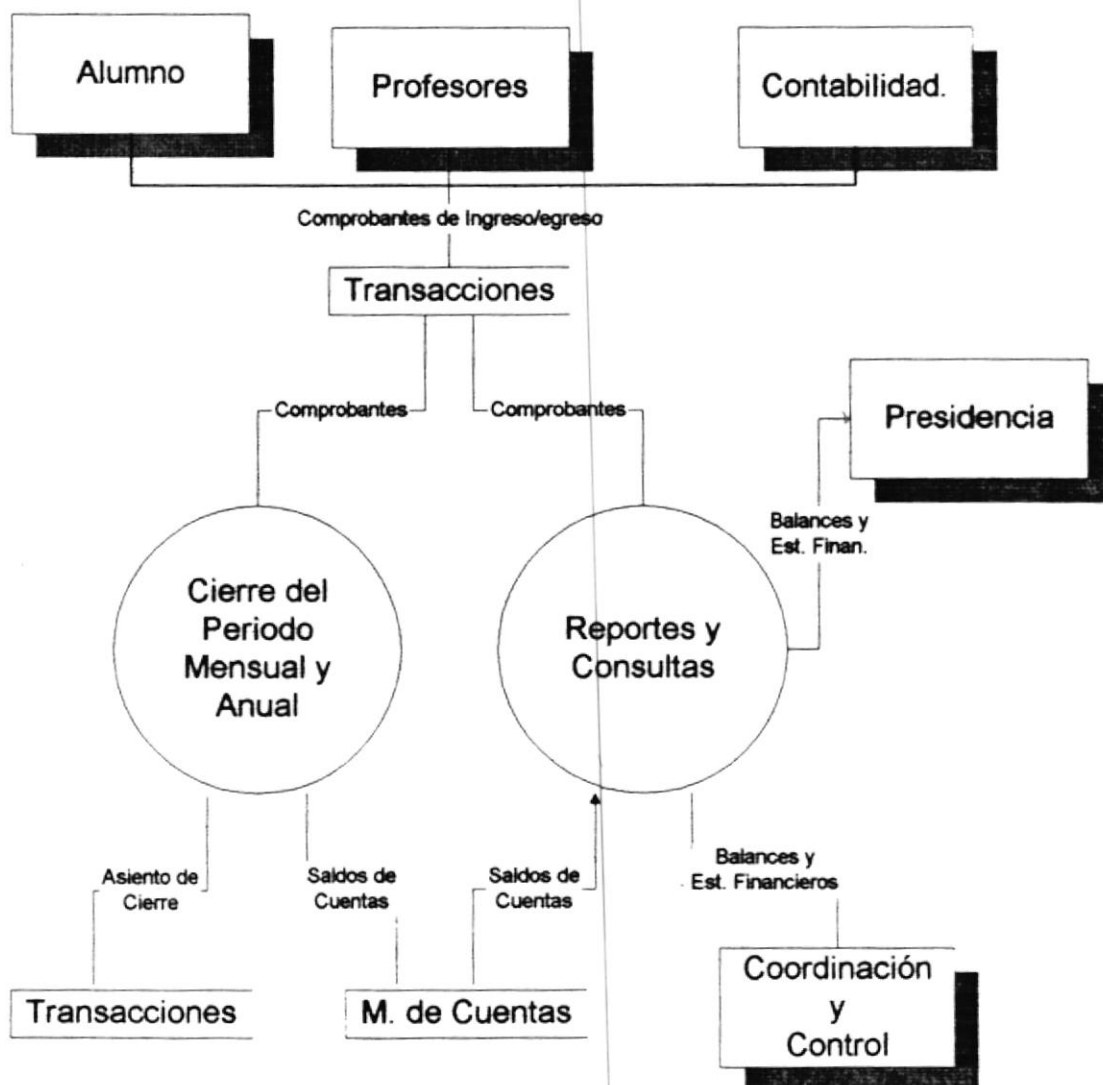 Alumno
Profesores
Contabilidad.
Comprobantes de Ingreso/egreso
Transacciones
Comprobantes
Comprobantes
Presidencia
Balances y
Est. Finan.
Cierre del
Periodo
Mensual y
Anual
Reportes y
Consultas
Asiento de
Cierre
Saldos de
Cuentas
Saldos de
Cuentas
Balances y
Est. Financieros
Transacciones
M. de Cuentas
Coordinación
y
Control